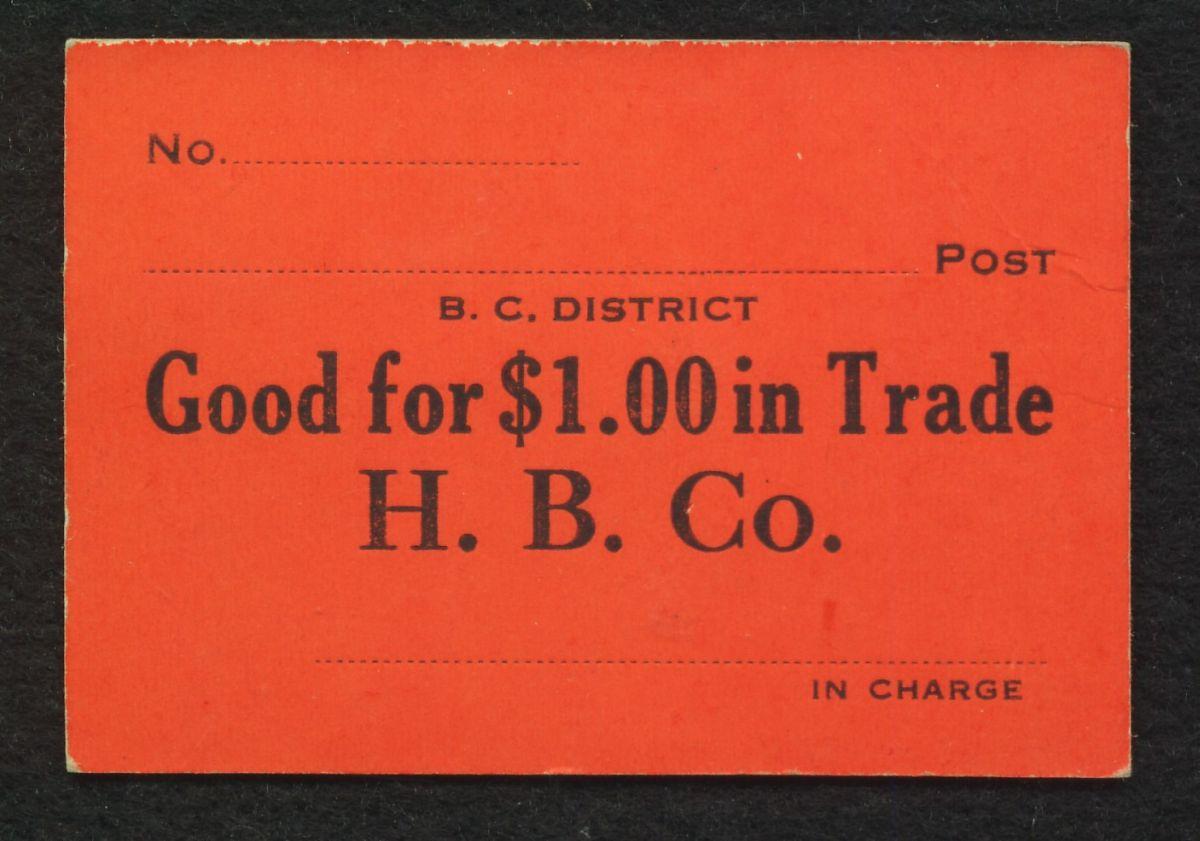 No.
Post
B. C. DISTRICT
Good for $1.00 in Trade
H. B. Co.
IN CHARGE